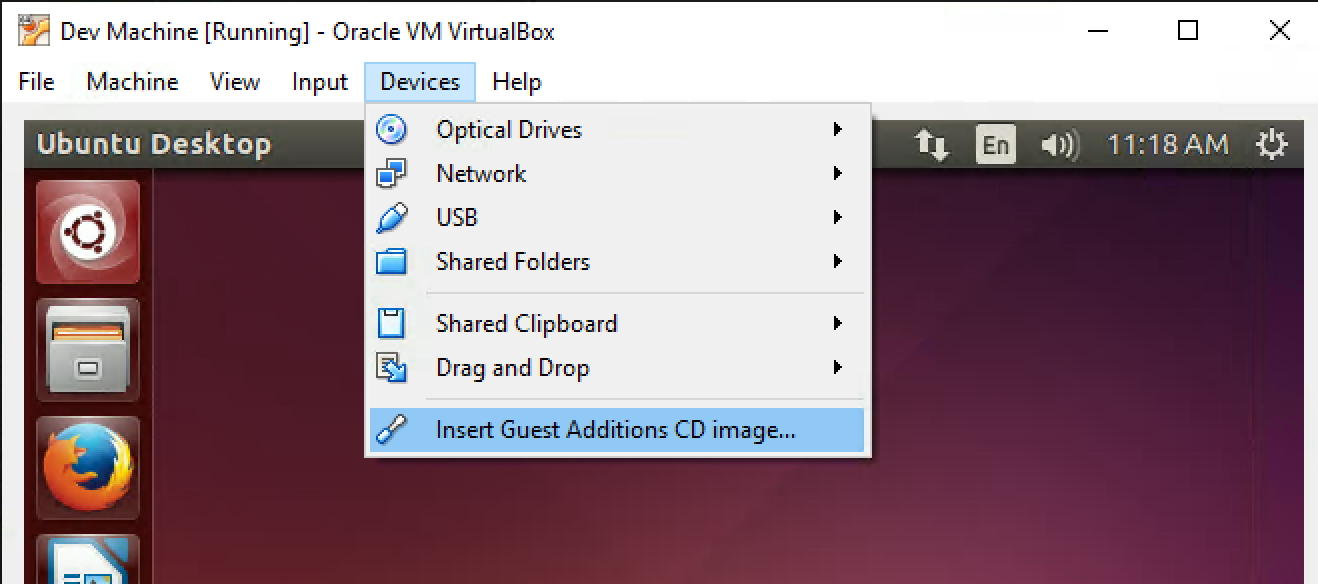 Dev Machine [Running] - Oracle VM VirtualBox
File Machine View Input Devices Help
Ubuntu Desktop En 11:18 AM
Optical Drives
Network
USB
Shared Folders
Shared Clipboard
Drag and Drop
Insert Guest Additions CD image...